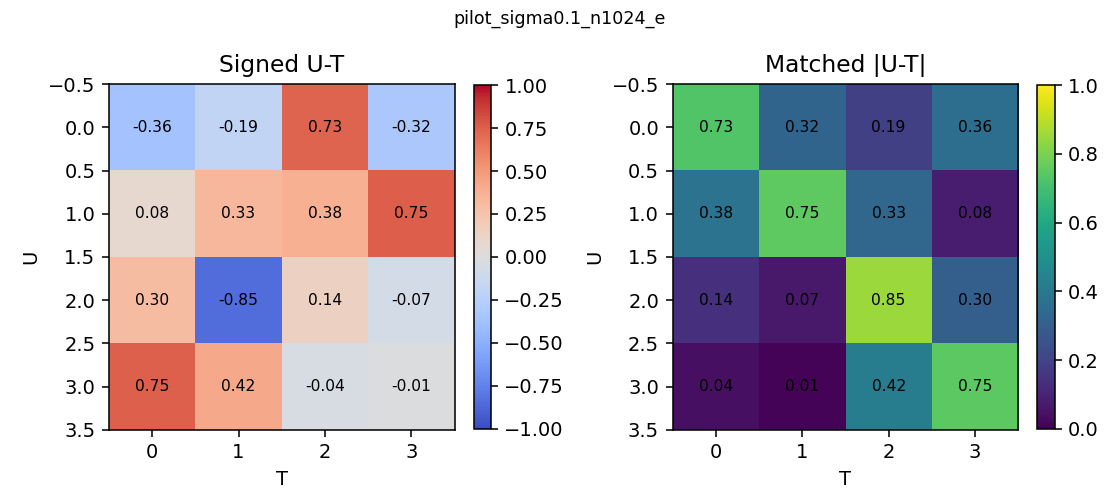 pilot_sigma0.1_n1024_e
Signed U-T
−0.5
0.0
0.5
1.0
1.5
2.0
2.5
3.0
3.5
U
-0.36 -0.19 0.73 -0.32
0.08 0.33 0.38 0.75
0.30 -0.85 0.14 -0.07
0.75 0.42 -0.04 -0.01
0 1 2 3
T
1.00
0.75
0.50
0.25
0.00
−0.25
−0.50
−0.75
−1.00
Matched |U-T|
−0.5
0.0
0.5
1.0
1.5
2.0
2.5
3.0
3.5
U
0.73 0.32 0.19 0.36
0.38 0.75 0.33 0.08
0.14 0.07 0.85 0.30
0.04 0.01 0.42 0.75
0 1 2 3
T
1.0
0.8
0.6
0.4
0.2
0.0